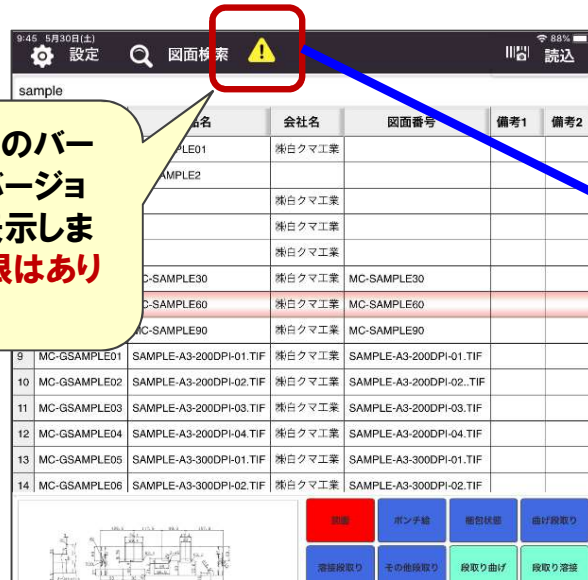 9:45 5月30日(土)
88%
設定
図面検索
読込
sample
名
会社名
図面番号
備考1
備考2
のバー
バージョ
示しま
限はあり
PLE01 ㈱白クマ工業
AMPLE2
㈱白クマ工業
㈱白クマ工業
㈱白クマ工業
C-SAMPLE30 ㈱白クマ工業 MC-SAMPLE30
MC-SAMPLE60 ㈱白クマ工業 MC-SAMPLE60
MC-SAMPLE90 ㈱白クマ工業 MC-SAMPLE90
9 MC-GSAMPLE01 SAMPLE-A3-200DPI-01.TIF ㈱白クマ工業 SAMPLE-A3-200DPI-01.TIF
10 MC-GSAMPLE02 SAMPLE-A3-200DPI-02.TIF ㈱白クマ工業 SAMPLE-A3-200DPI-02..TIF
11 MC-GSAMPLE03 SAMPLE-A3-200DPI-03.TIF ㈱白クマ工業 SAMPLE-A3-200DPI-03.TIF
12 MC-GSAMPLE04 SAMPLE-A3-200DPI-04.TIF ㈱白クマ工業 SAMPLE-A3-200DPI-04.TIF
13 MC-GSAMPLE05 SAMPLE-A3-300DPI-01.TIF ㈱白クマ工業 SAMPLE-A3-300DPI-01.TIF
14 MC-GSAMPLE06 SAMPLE-A3-300DPI-02.TIF ㈱白クマ工業 SAMPLE-A3-300DPI-02.TIF
図面
ポンチ絵
梱包状態
曲げ段取り
溶接段取り
その他段取り
段取り曲げ
段取り溶接